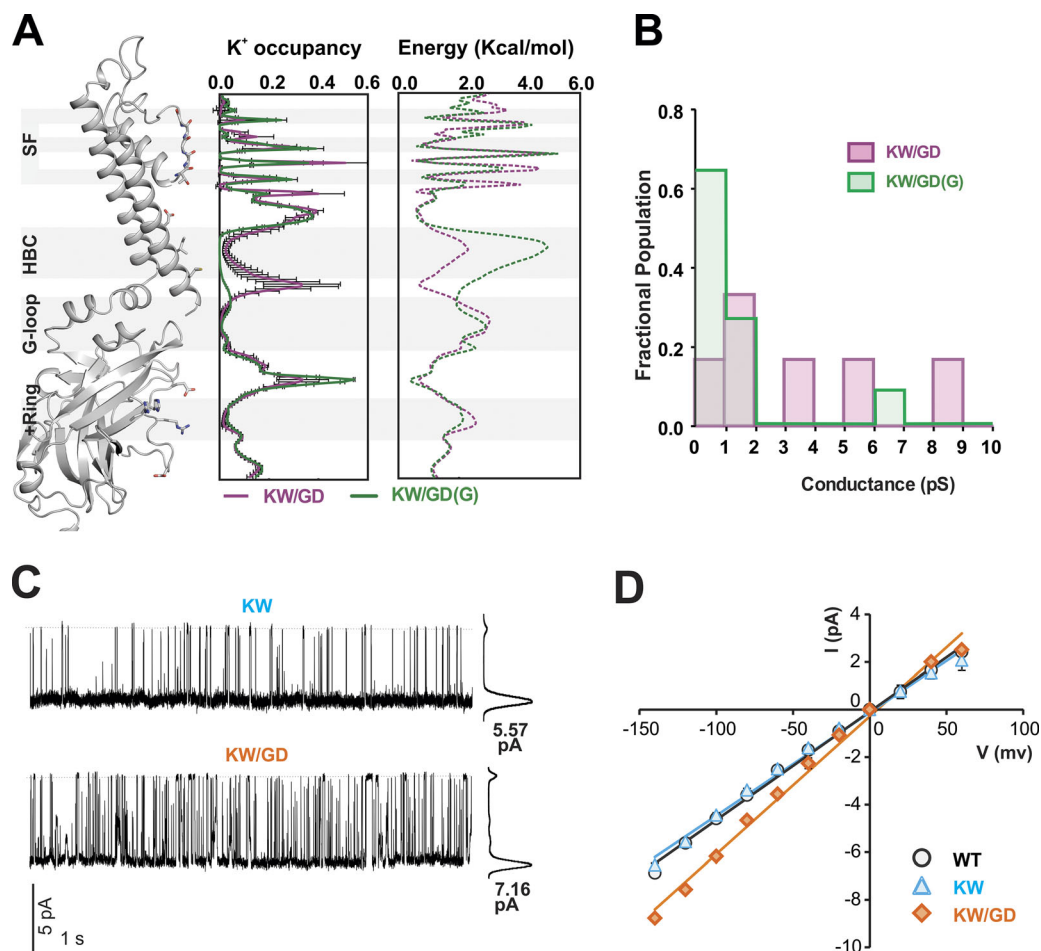 A
K+ occupancy
Energy (Kcal/mol)
0.0 0.2 0.4 0.6
0.0 2.0 4.0 6.0
SF
HBC
G-loop
+Ring
KW/GD KW/GD(G)
B
Fractional Population
0.8
0.6
0.4
0.2
0.0
KW/GD
KW/GD(G)
0 1 2 3 4 5 6 7 8 9 10
Conductance (pS)
C
KW
5.57
pA
KW/GD
7.16
pA
5 pA
1 s
D
I (pA)
4
2
0
-2
-4
-6
-8
-10
-150 -100 -50 0 50 100
V (mv)
WT
KW
KW/GD